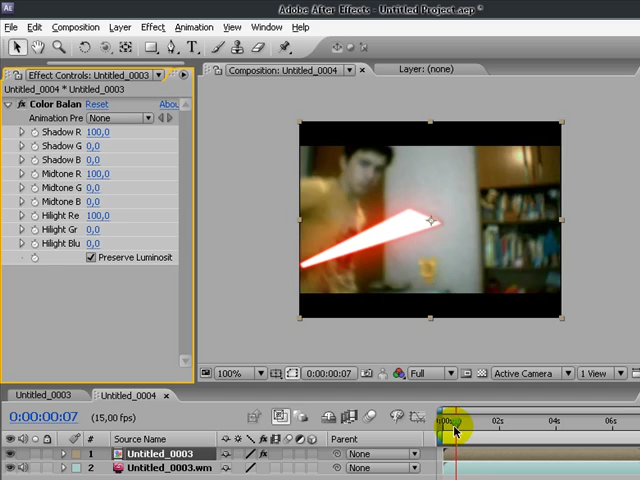 Ae Adobe After Effects - Untitled Project.aep *
File Edit Composition Layer Effect Animation View Window Help
Effect Controls: Untitled_0003
Composition: Untitled_0004
Layer: (none)
Untitled_0004 * Untitled_0003
fx Color Balan Reset Abou
Animation Pre None
Shadow R 100,0
Shadow G 0,0
Shadow B 0,0
Midtone R 100,0
Midtone G 0,0
Midtone B 0,0
Hilight Re 100,0
Hilight Gr 0,0
Hilight Blu 0,0
Preserve Luminosit
100% 0:00:00:07 Full Active Camera 1 View
Untitled_0003 Untitled_0004
0:00:00:07 (15,00 fps)
:00s 02s 04s 06s
# Source Name Parent
1 Untitled_0003 fx None
2 Untitled_0003.wm None